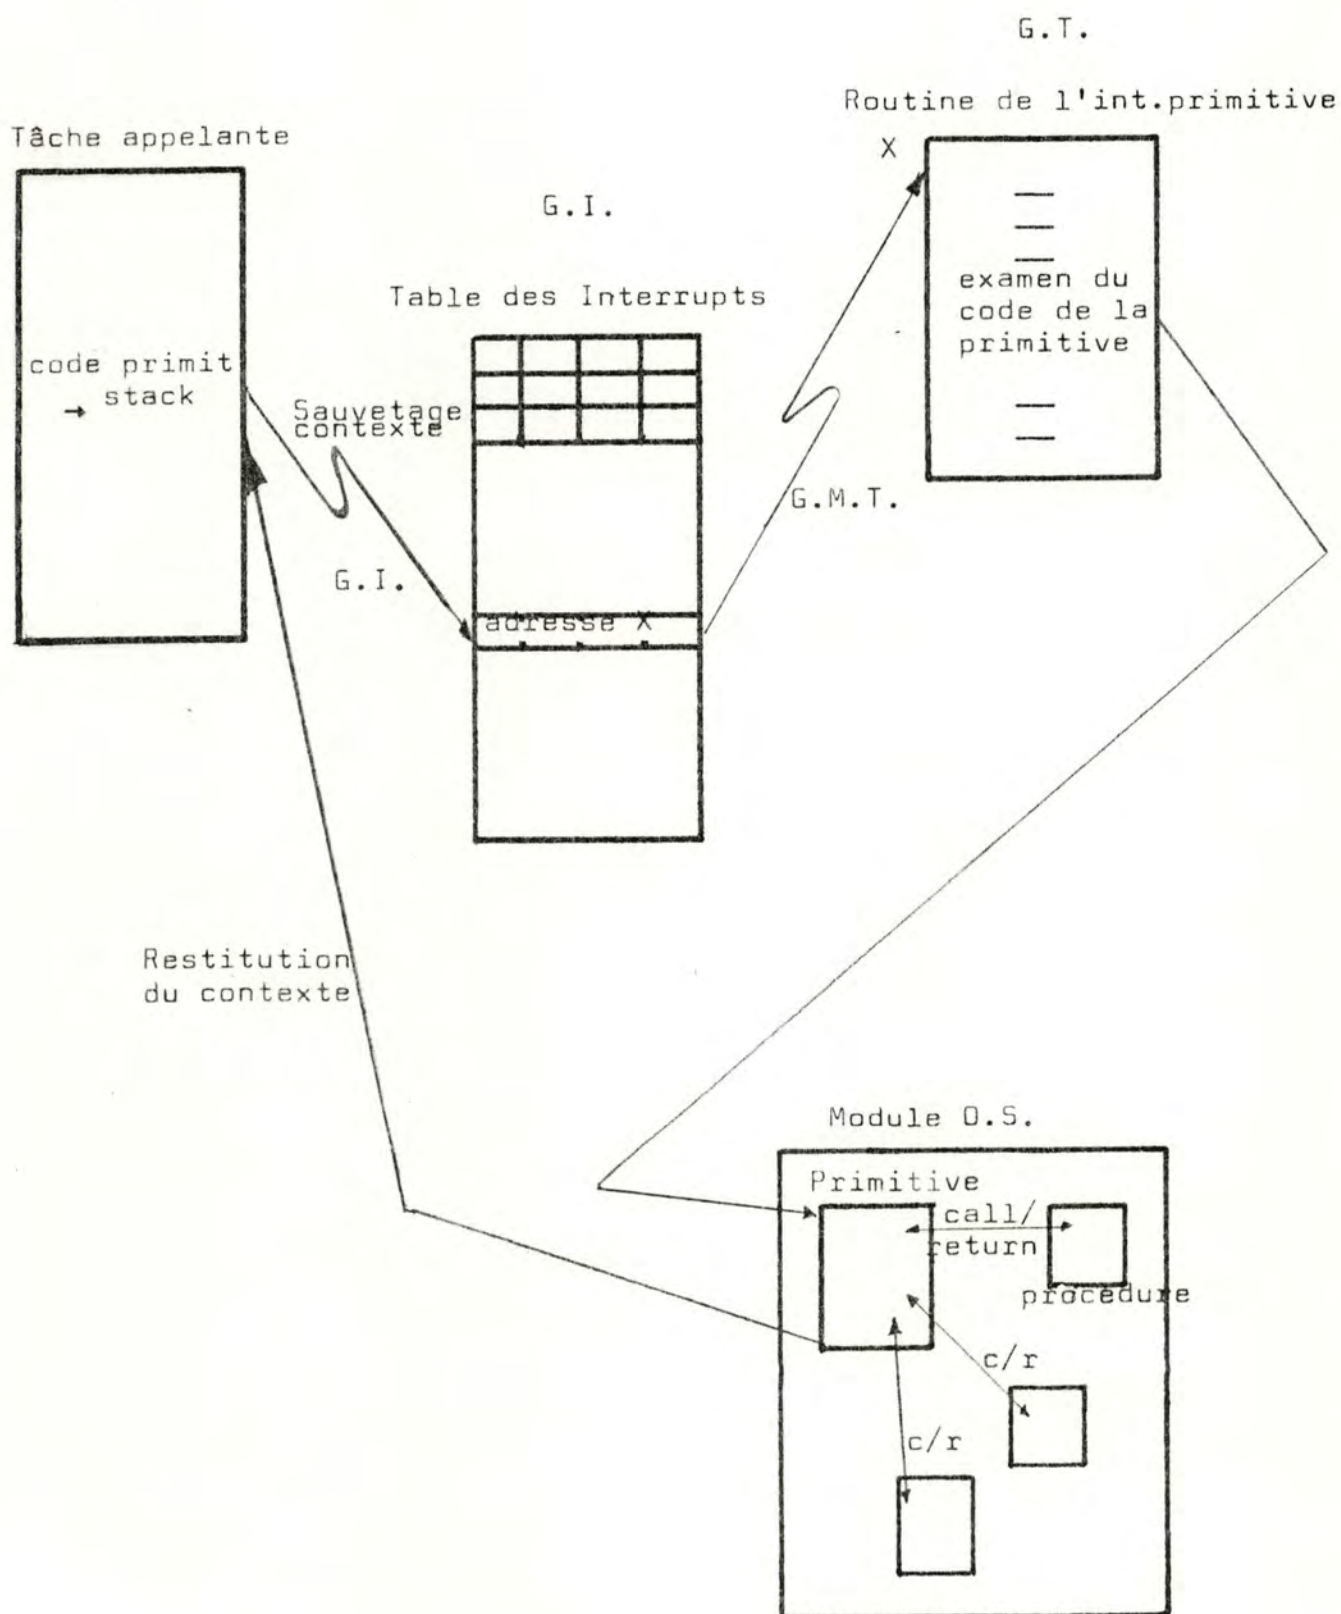 G.T.
Routine de l'int.primitive
Tâche appelante
X
G.I.
examen du
code de la
primitive
Table des Interrupts
code primit
→ stack
Sauvetage
contexte
G.M.T.
G.I.
adresse X
Restitution
du contexte
Module O.S.
Primitive
call/
return
procédure
c/r
c/r